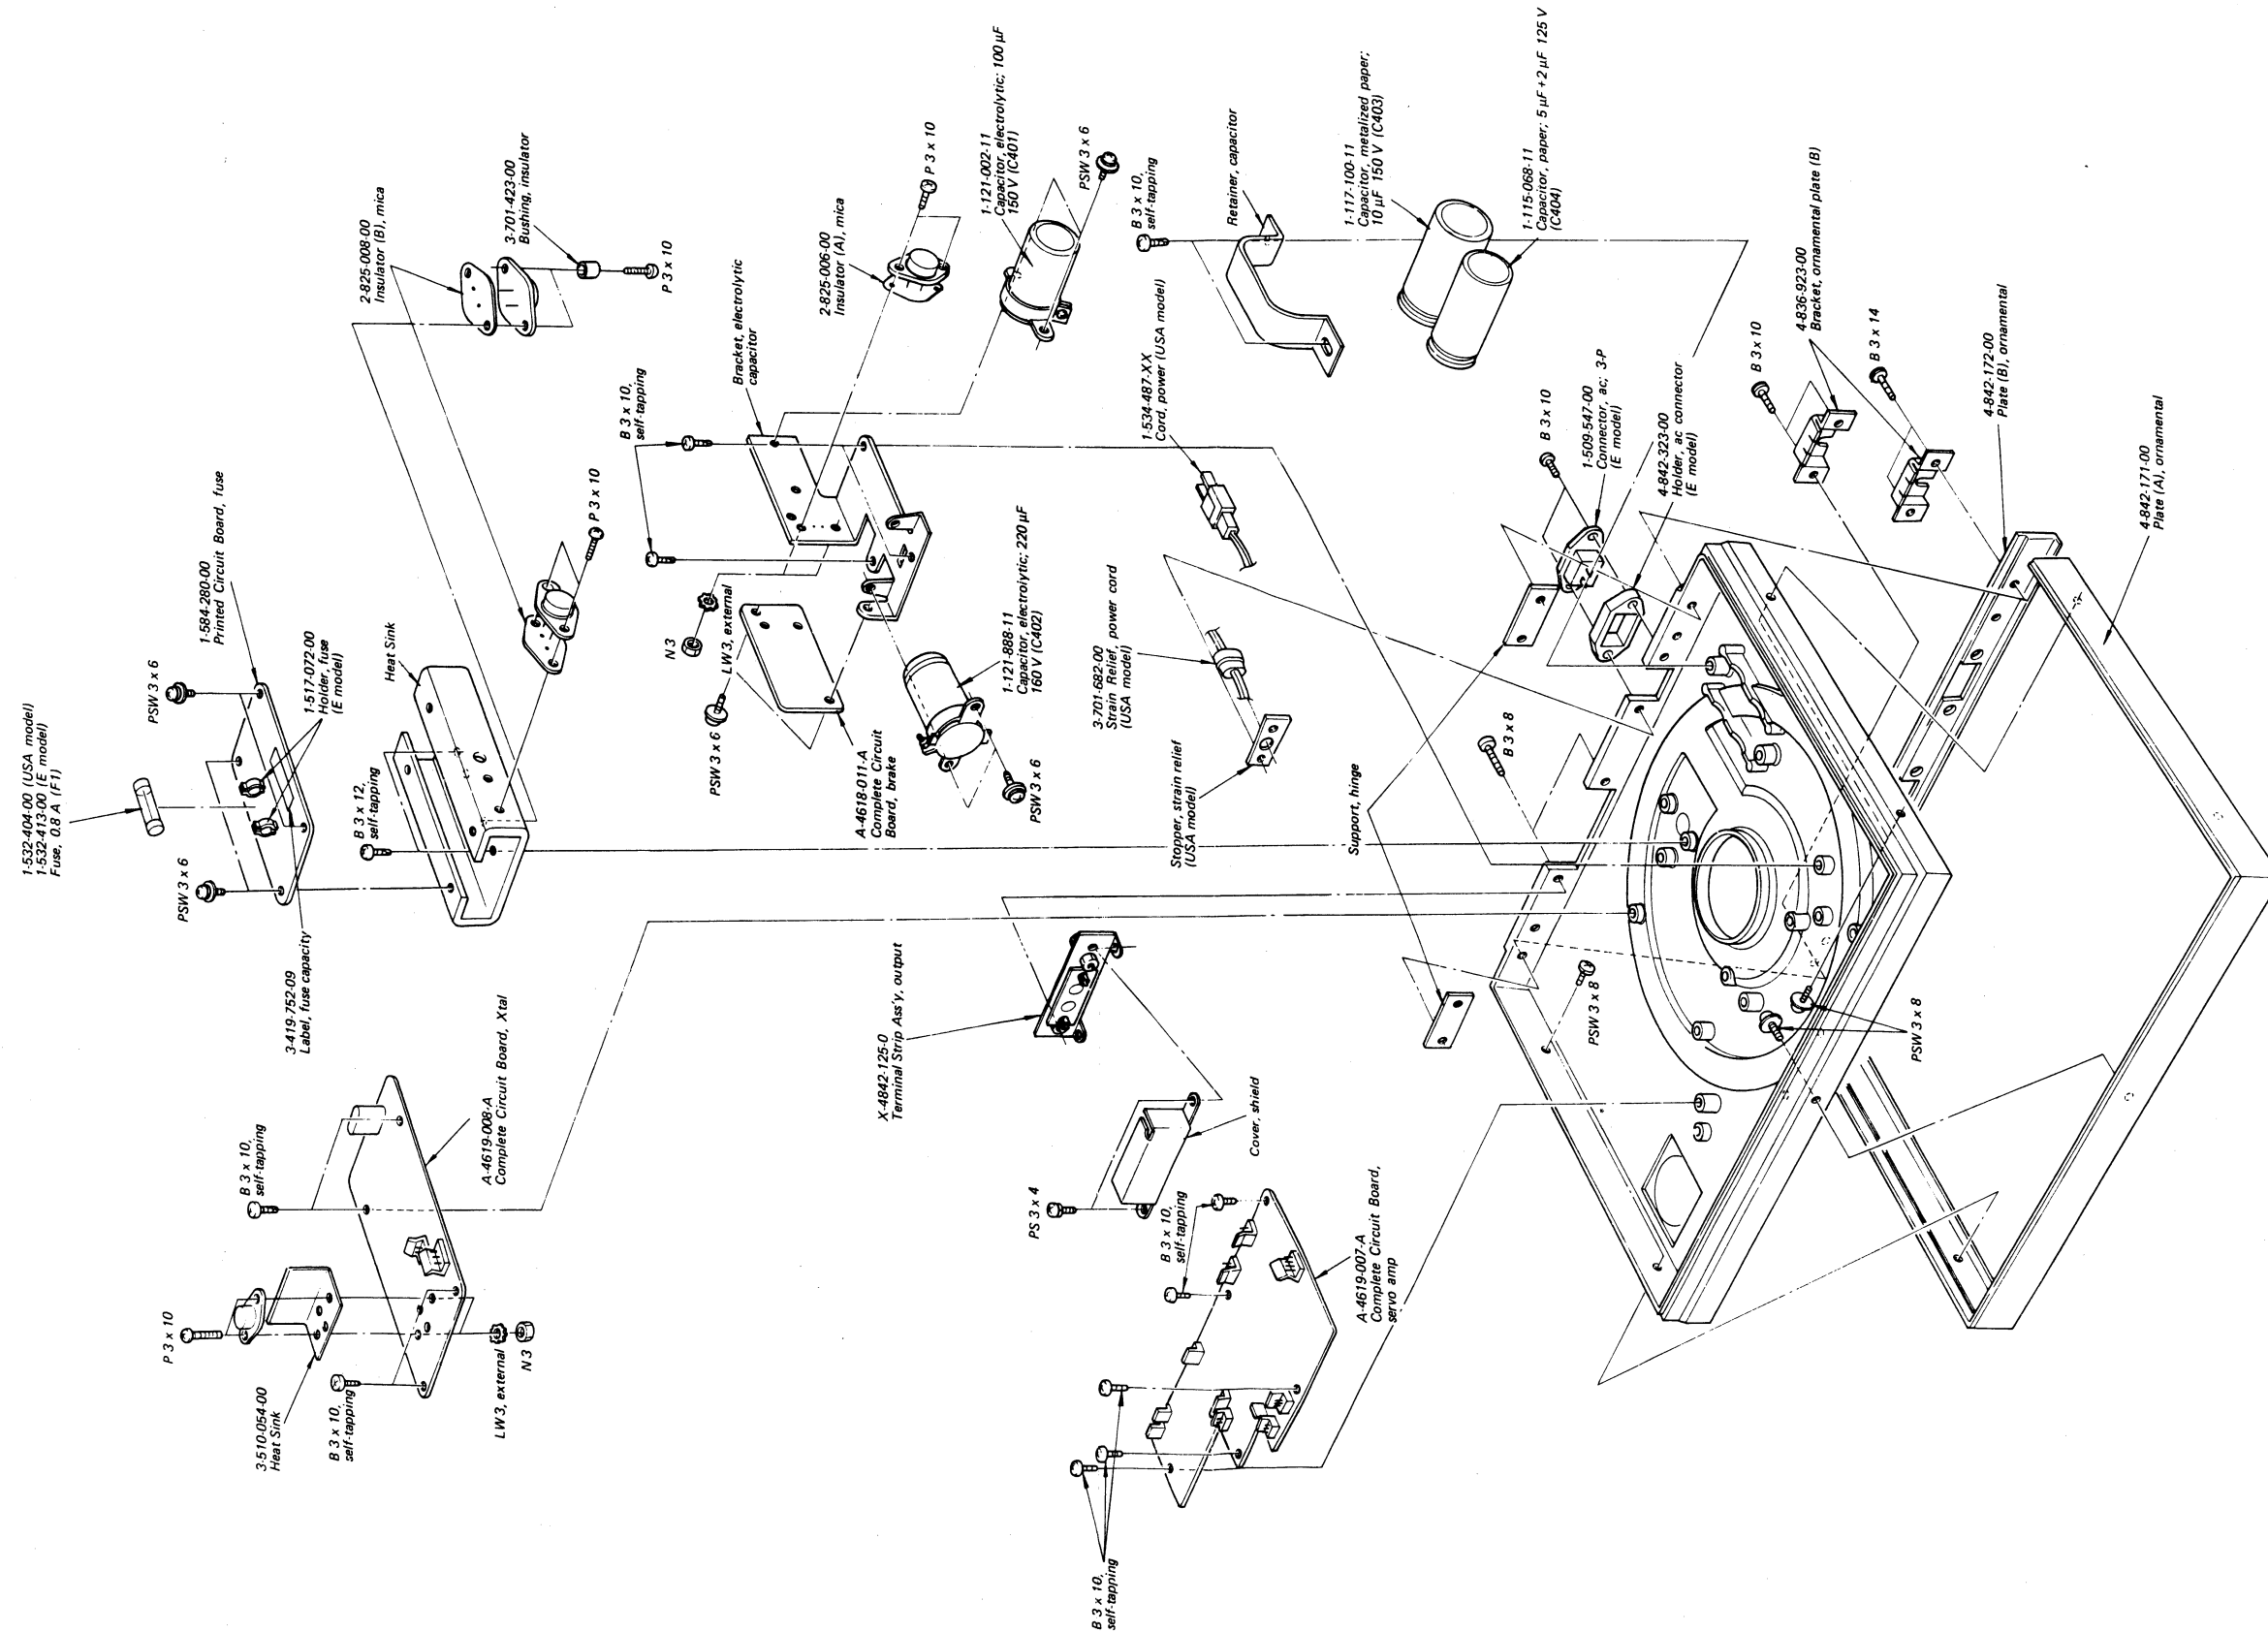 1-532-404-00 (USA model)
1-532-413-00 (E model)
Fuse, 0.8 A (F1)
PSW 3 x 6
PSW 3 x 6
1-584-280-00
Printed Circuit Board, fuse
1-517-072-00
Holder, fuse
(E model)
3-419-752-09
Label, fuse capacity
Heat Sink
B 3 x 12,
self-tapping
2-825-008-00
Insulator (B), mica
3-701-423-00
Bushing, insulator
P 3 x 10
P 3 x 10
P 3 x 10
3-510-054-00
Heat Sink
B 3 x 10,
self-tapping
B 3 x 10,
self-tapping
A-4619-008-A
Complete Circuit Board, Xtal
LW3, external
N 3
B 3 x 10,
self-tapping
Bracket, electrolytic
capacitor
2-825-006-00
Insulator (A), mica
P 3 x 10
1-121-002-11
Capacitor, electrolytic; 100 µF
150 V (C401)
PSW 3 x 6
N 3
LW3, external
PSW 3 x 6
A-4618-011-A
Complete Circuit
Board, brake
1-121-888-11
Capacitor, electrolytic; 220 µF
160 V (C402)
PSW 3 x 6
B 3 x 10,
self-tapping
Retainer, capacitor
1-117-100-11
Capacitor, metalized paper;
10 µF 150 V (C403)
1-115-068-11
Capacitor, paper; 5 µF + 2 µF 125 V
(C404)
1-534-487-XX
Cord, power (USA model)
3-701-682-00
Strain Relief, power cord
(USA model)
Stopper, strain relief
(USA model)
B 3 x 10
1-509-547-00
Connector, ac; 3-P
(E model)
4-842-323-00
Holder, ac connector
(E model)
Support, hinge
B 3 x 8
B 3 x 10
4-836-923-00
Bracket, ornamental plate (B)
B 3 x 14
4-842-172-00
Plate (B), ornamental
4-842-171-00
Plate (A), ornamental
X-4842-125-0
Terminal Strip Ass'y, output
Cover, shield
PS 3 x 4
B 3 x 10,
self-tapping
A-4619-007-A
Complete Circuit Board,
servo amp
B 3 x 10,
self-tapping
PSW 3 x 8
PSW 3 x 8